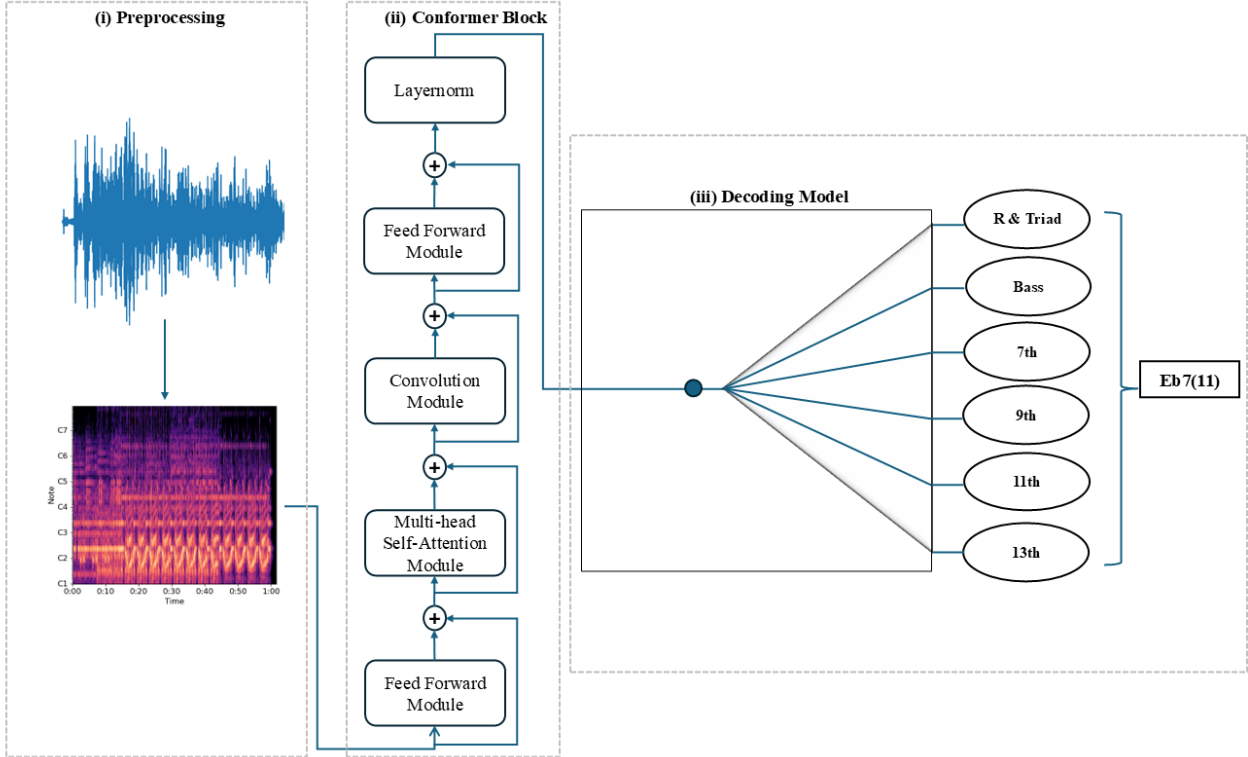 (i) Preprocessing
C7
C6
C5
C4
C3
C2
C1
Note
0:00 0:10 0:20 0:30 0:40 0:50 1:00
Time
(ii) Conformer Block
Layernorm
+
Feed Forward
Module
+
Convolution
Module
+
Multi-head
Self-Attention
Module
+
Feed Forward
Module
(iii) Decoding Model
R & Triad
Bass
7th
9th
11th
13th
Eb7(11)